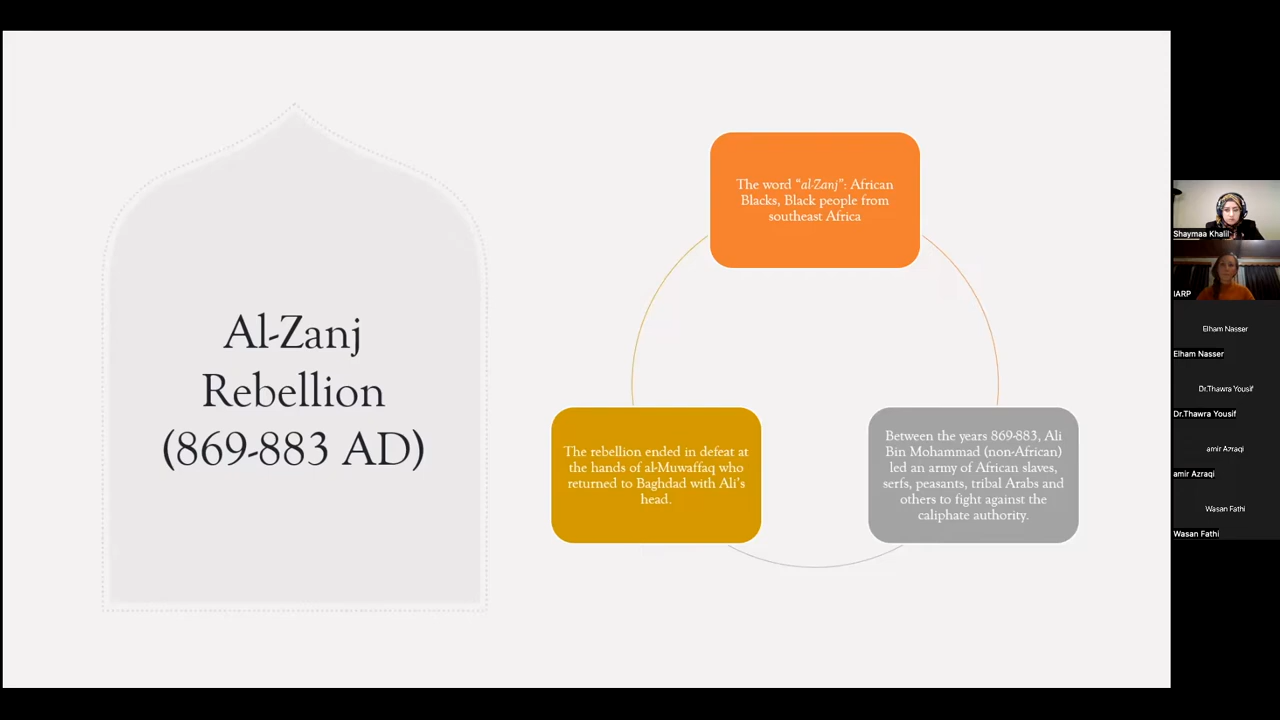 Al-Zanj
Rebellion
(869-883 AD)
The word “al-Zanj”: African
Blacks, Black people from
southeast Africa
Between the years 869-883, Ali
Bin Mohammad (non-African)
led an army of African slaves,
serfs, peasants, tribal Arabs and
others to fight against the
caliphate authority.
The rebellion ended in defeat at
the hands of al-Muwaffaq who
returned to Baghdad with Ali’s
head.
Shaymaa Khalil
IARP
Elham Nasser
Elham Nasser
Dr.Thawra Yousif
Dr.Thawra Yousif
amir Azraqi
amir Azraqi
Wasan Fathi
Wasan Fathi